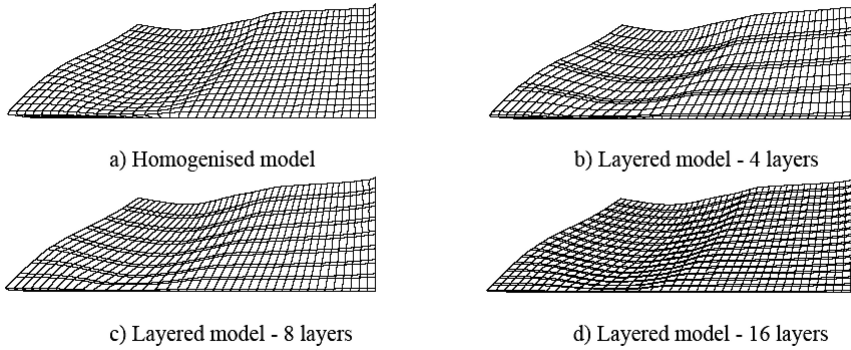 a) Homogenised model
b) Layered model - 4 layers
c) Layered model - 8 layers
d) Layered model - 16 layers